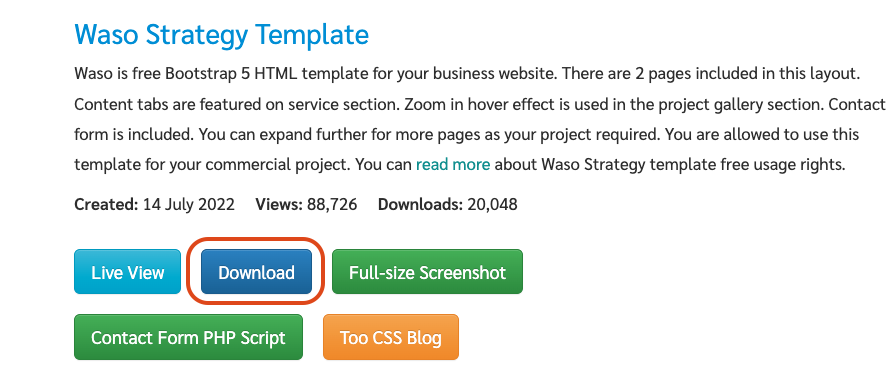 Waso Strategy Template
Waso is free Bootstrap 5 HTML template for your business website. There are 2 pages included in this layout.
Content tabs are featured on service section. Zoom in hover effect is used in the project gallery section. Contact
form is included. You can expand further for more pages as your project required. You are allowed to use this
template for your commercial project. You can read more about Waso Strategy template free usage rights.
Created: 14 July 2022 Views: 88,726 Downloads: 20,048
Live View Download Full-size Screenshot
Contact Form PHP Script Too CSS Blog